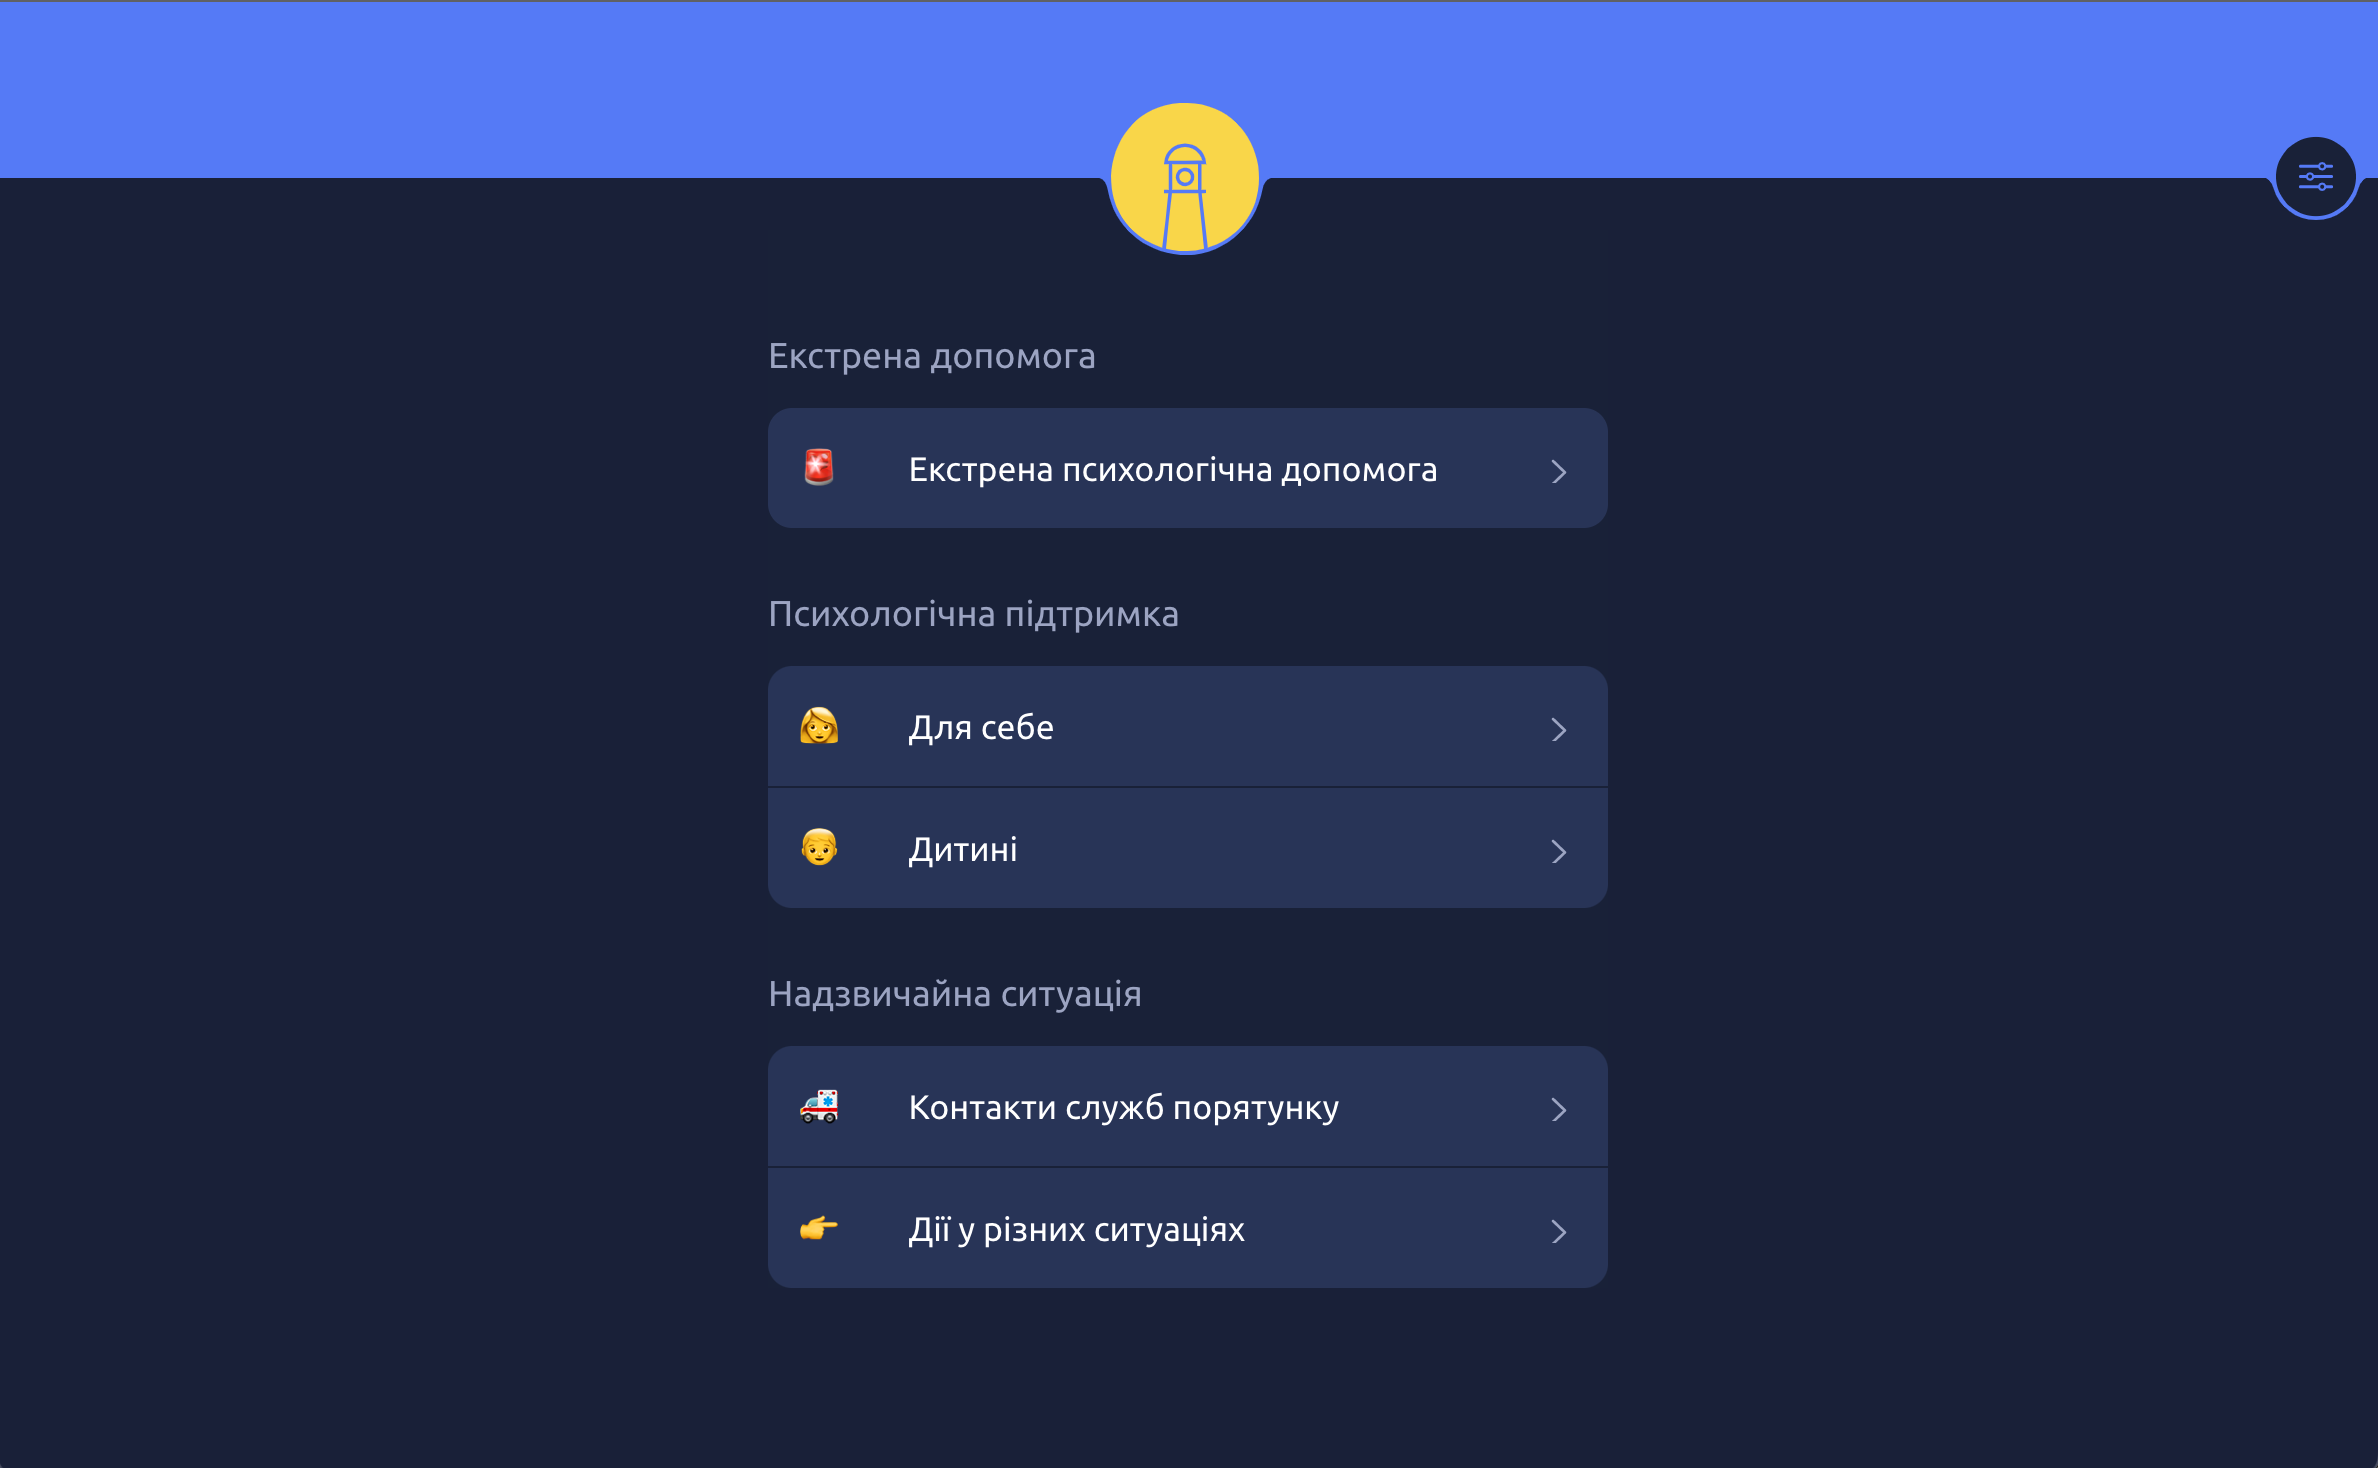 Екстрена допомога
Екстрена психологічна допомога
Психологічна підтримка
Для себе
Дитині
Надзвичайна ситуація
Контакти служб порятунку
Дії у різних ситуаціях